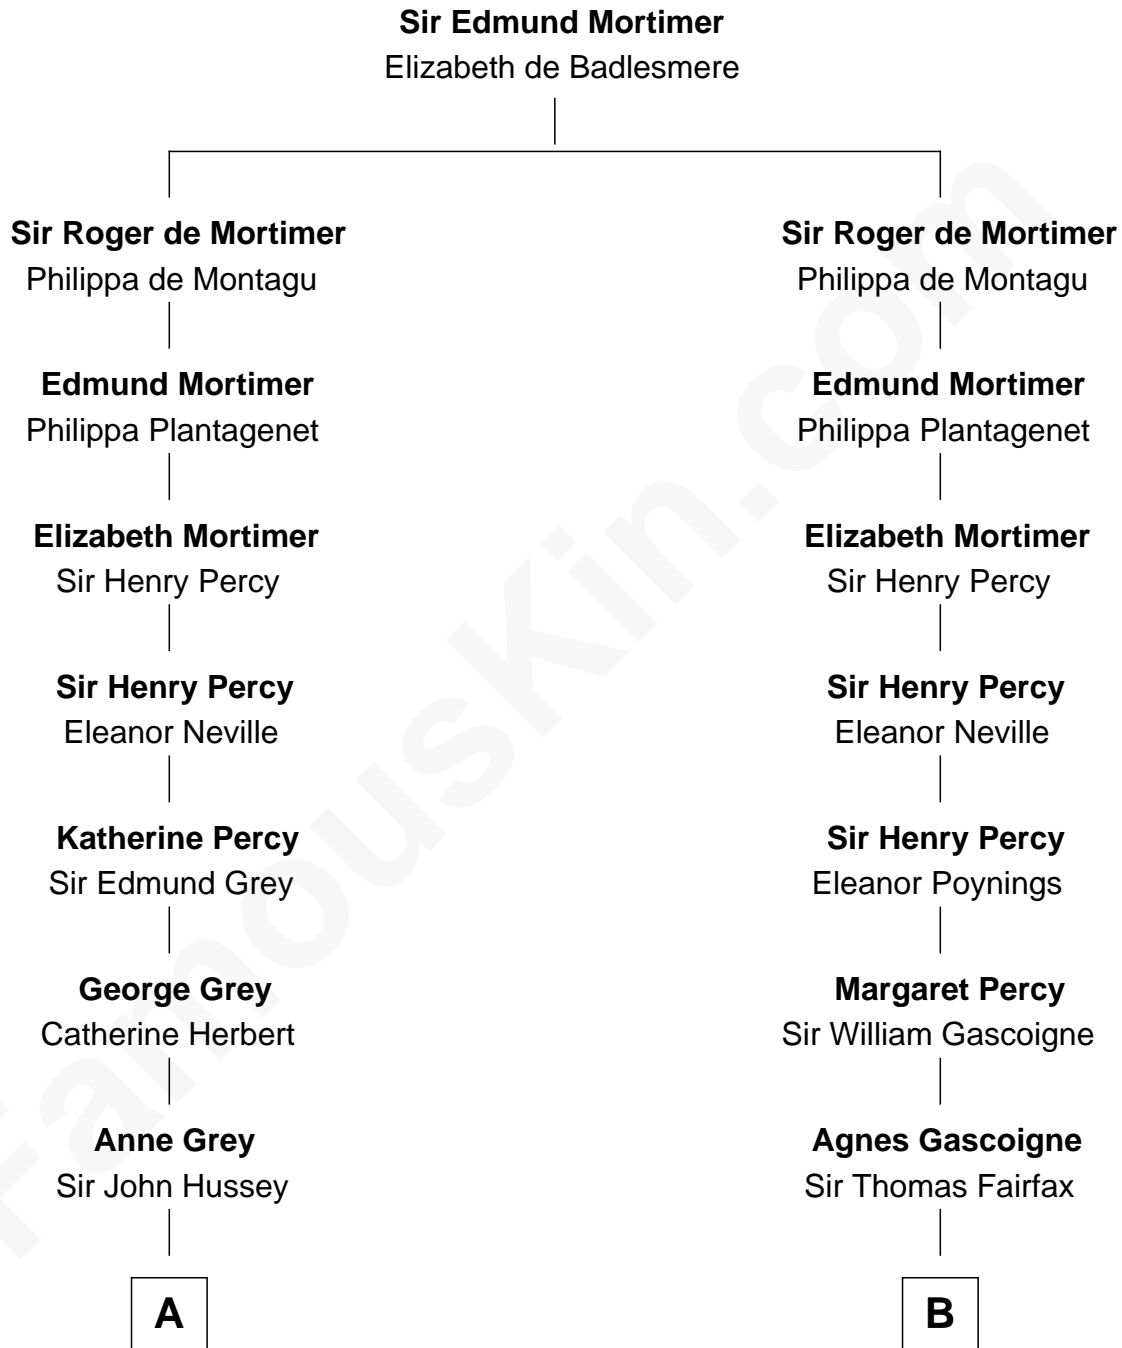 Sir Edmund Mortimer
Elizabeth de Badlesmere
Sir Roger de Mortimer
Philippa de Montagu
Edmund Mortimer
Philippa Plantagenet
Elizabeth Mortimer
Sir Henry Percy
Sir Henry Percy
Eleanor Neville
Katherine Percy
Sir Edmund Grey
George Grey
Catherine Herbert
Anne Grey
Sir John Hussey
A
Sir Roger de Mortimer
Philippa de Montagu
Edmund Mortimer
Philippa Plantagenet
Elizabeth Mortimer
Sir Henry Percy
Sir Henry Percy
Eleanor Neville
Sir Henry Percy
Eleanor Poynings
Margaret Percy
Sir William Gascoigne
Agnes Gascoigne
Sir Thomas Fairfax
B
FamousKin.com